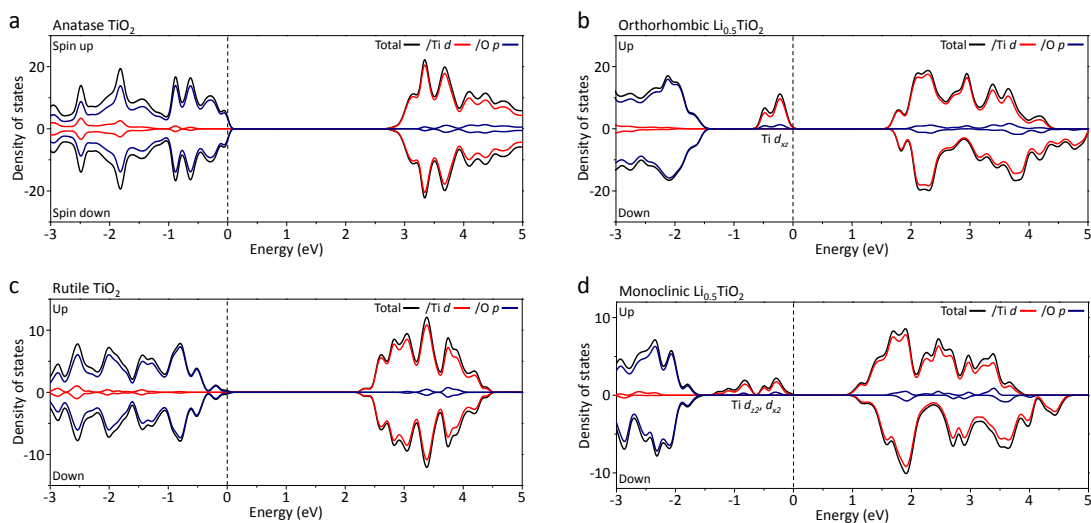 a
Anatase TiO2
Spin up
Total —/Ti d —/O p —
20
0
-20
Density of states
Spin down
-3 -2 -1 0 1 2 3 4 5
Energy (eV)
b
Orthorhombic Li0.5TiO2
Up
Total —/Ti d —/O p —
20
0
-20
Density of states
Ti dxz
Down
-3 -2 -1 0 1 2 3 4 5
Energy (eV)
c
Rutile TiO2
Up
Total —/Ti d —/O p —
10
0
-10
Density of states
Down
-3 -2 -1 0 1 2 3 4 5
Energy (eV)
d
Monoclinic Li0.5TiO2
Up
Total —/Ti d —/O p —
10
0
-10
Density of states
Ti dz2, dx2
Down
-3 -2 -1 0 1 2 3 4 5
Energy (eV)